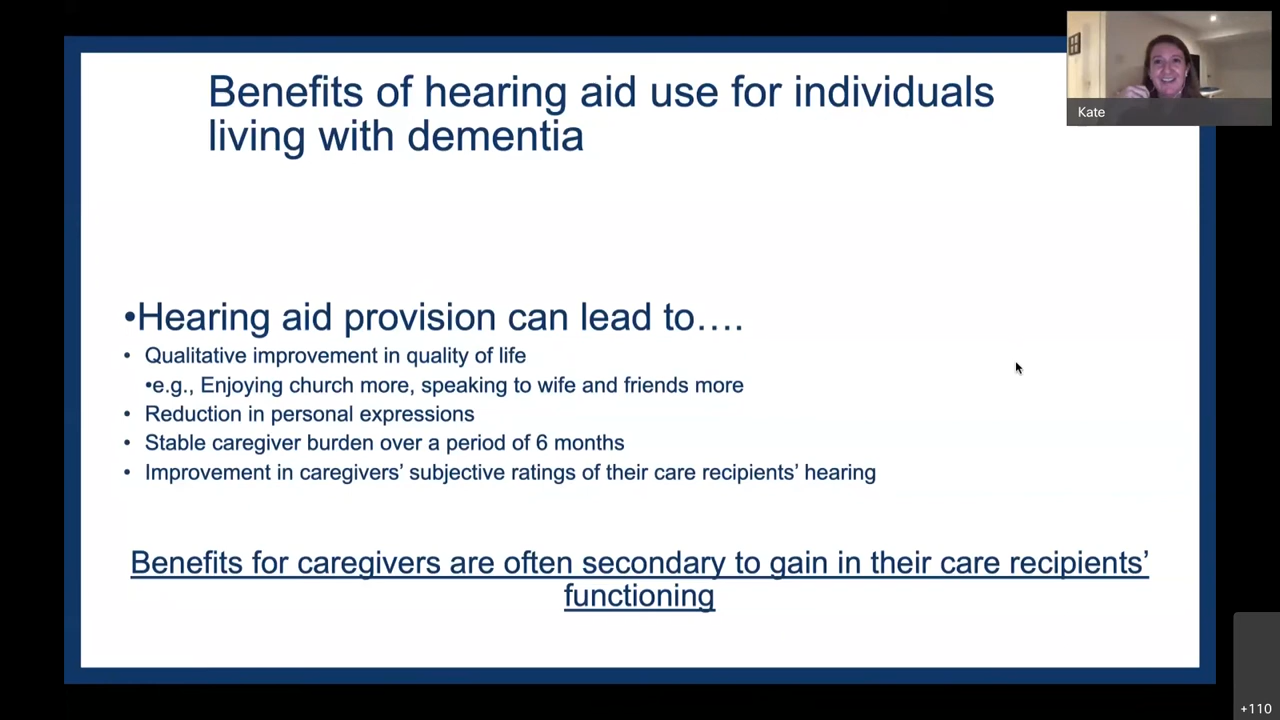 Benefits of hearing aid use for individuals
living with dementia
Kate
•Hearing aid provision can lead to….
• Qualitative improvement in quality of life
•e.g., Enjoying church more, speaking to wife and friends more
• Reduction in personal expressions
• Stable caregiver burden over a period of 6 months
• Improvement in caregivers’ subjective ratings of their care recipients’ hearing
Benefits for caregivers are often secondary to gain in their care recipients’
functioning
+110